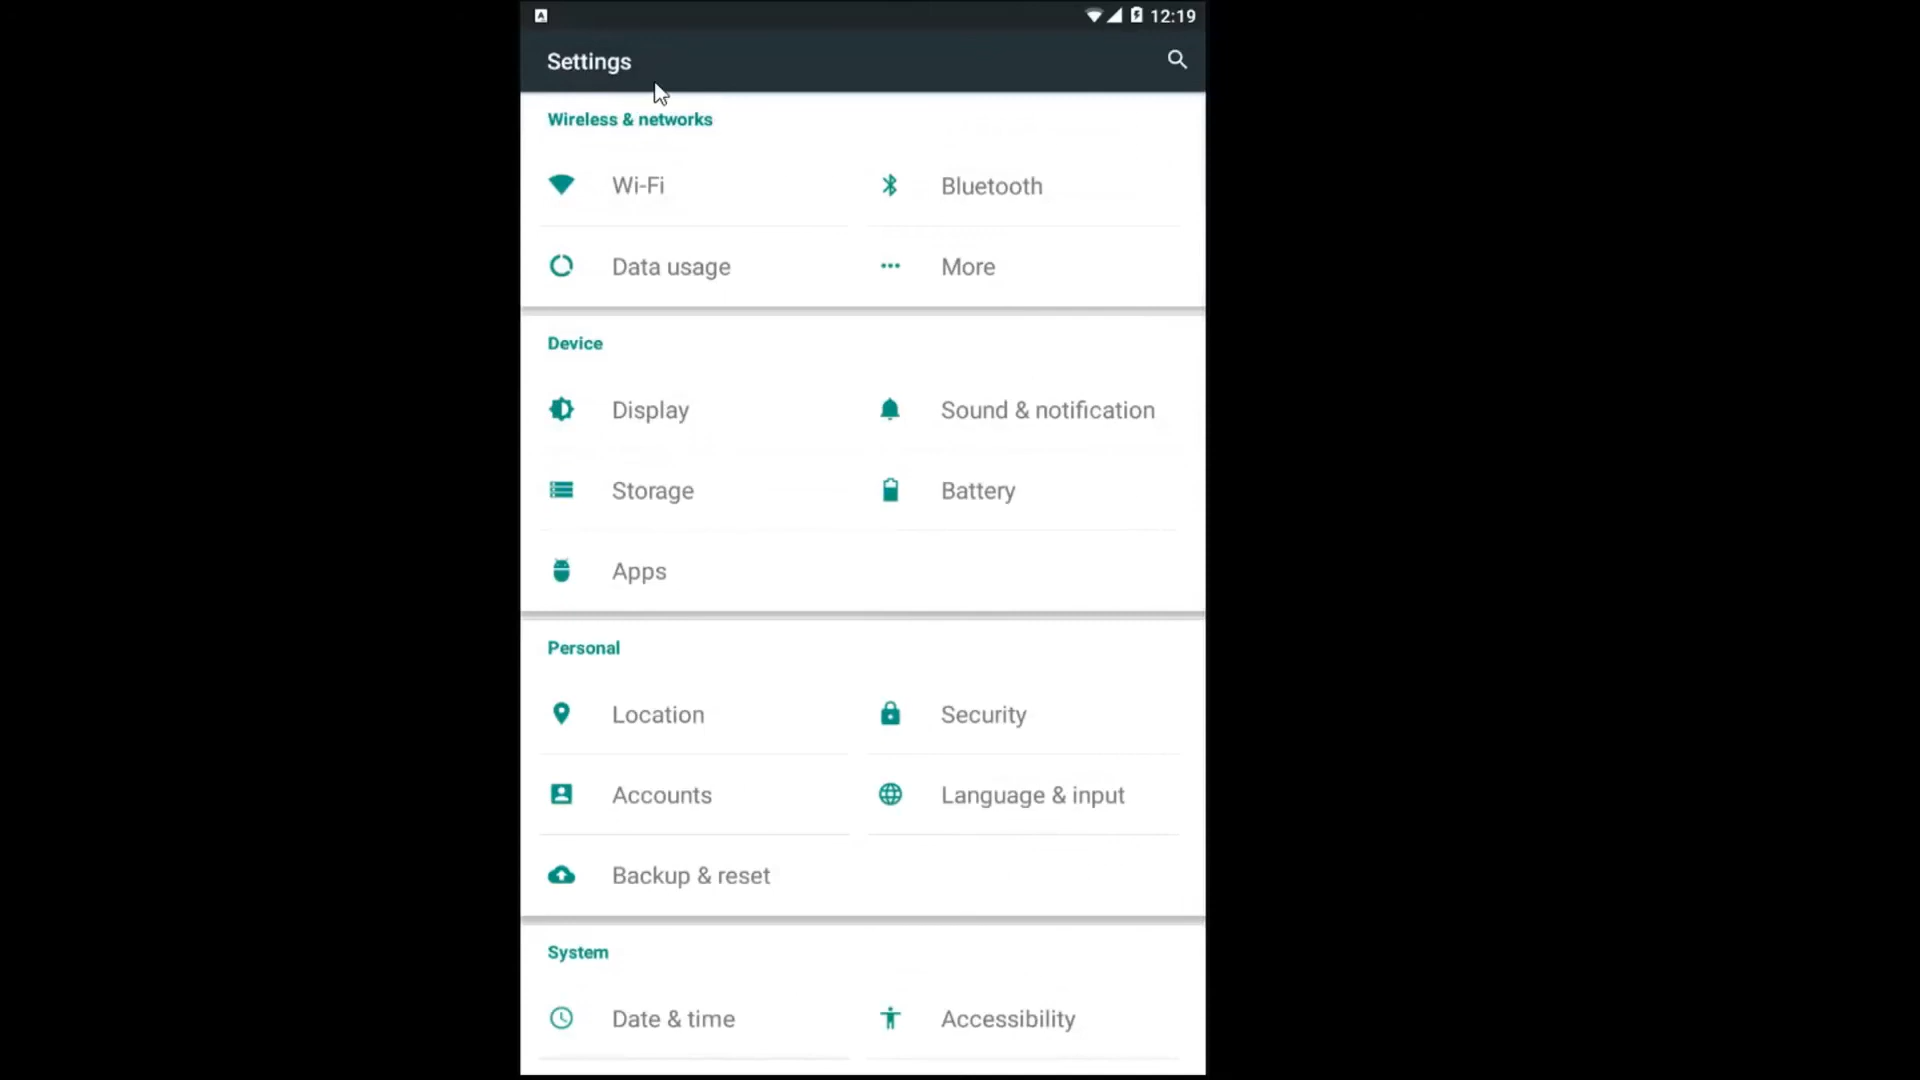 12:19
Settings
Wireless & networks
Wi-Fi
Bluetooth
Data usage
More
Device
Display
Sound & notification
Storage
Battery
Apps
Personal
Location
Security
Accounts
Language & input
Backup & reset
System
Date & time
Accessibility